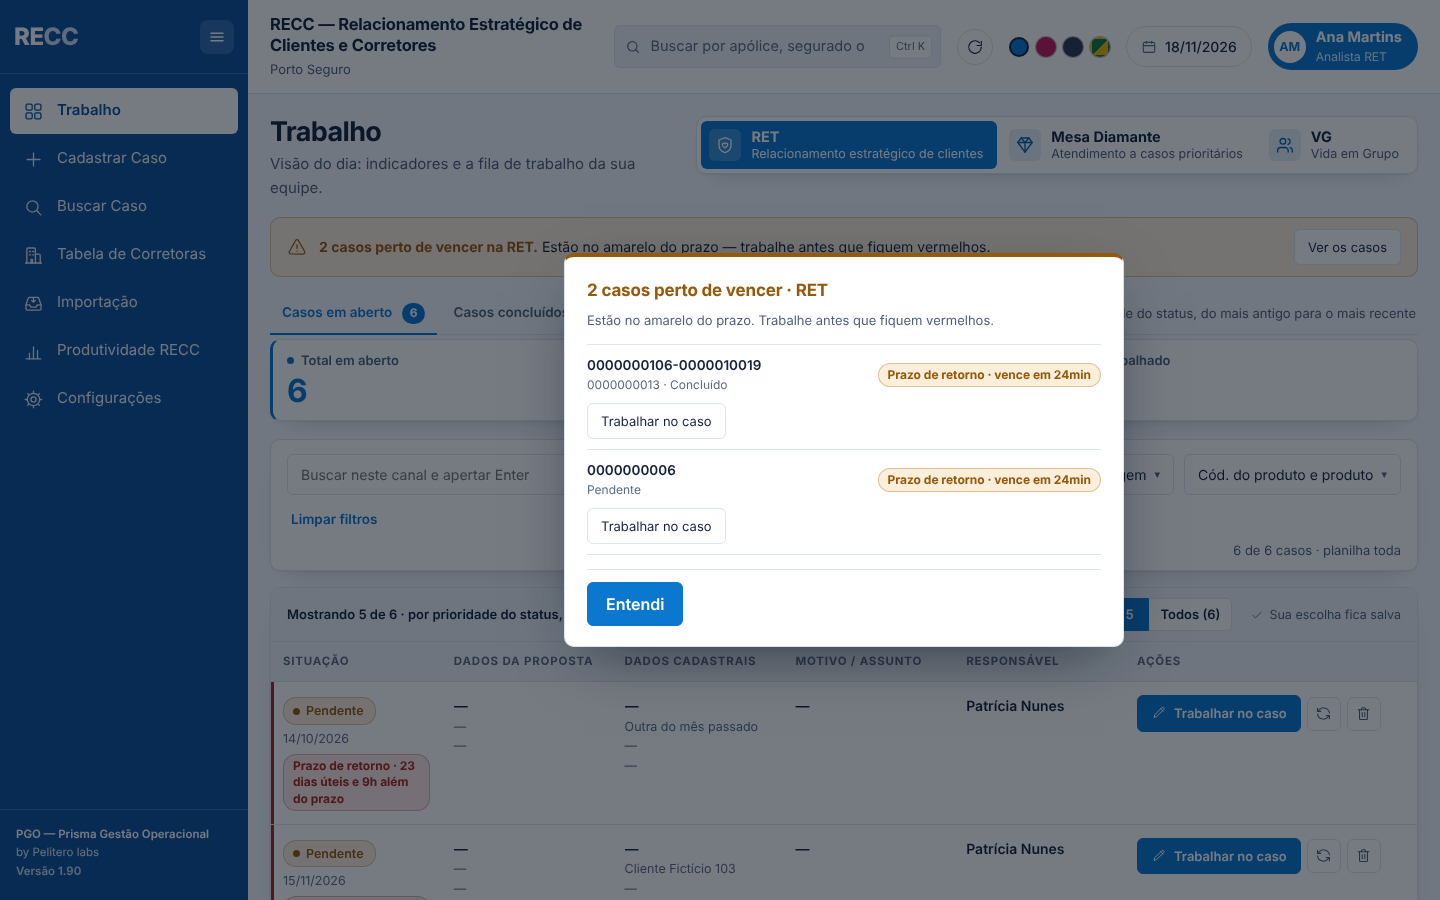 RECC
Trabalho
Cadastrar Caso
Buscar Caso
Tabela de Corretoras
Importação
Produtividade RECC
Configurações
PGO — Prisma Gestão Operacional
by Pelitero labs
Versão 1.90
RECC — Relacionamento Estratégico de
Clientes e Corretores
Porto Seguro
Buscar por apólice, segurado o
Ctrl K
18/11/2026
AM
Ana Martins
Analista RET
Trabalho
Visão do dia: indicadores e a fila de trabalho da sua
equipe.
RET
Relacionamento estratégico de clientes
Mesa Diamante
Atendimento a casos prioritários
VG
Vida em Grupo
2 casos perto de vencer na RET. Estão no amarelo do prazo — trabalhe antes que fiquem vermelhos.
Ver os casos
Casos em aberto 6
Casos concluídos
do status, do mais antigo para o mais recente
Total em aberto
6
2 casos perto de vencer · RET
Estão no amarelo do prazo. Trabalhe antes que fiquem vermelhos.
0000000106-0000010019
0000000013 · Concluído
Prazo de retorno · vence em 24min
Trabalhar no caso
0000000006
Pendente
Prazo de retorno · vence em 24min
Trabalhar no caso
Entendi
Buscar neste canal e apertar Enter
Cód. do produto e produto
Limpar filtros
6 de 6 casos · planilha toda
Mostrando 5 de 6 · por prioridade do status,
5
Todos (6)
Sua escolha fica salva
SITUAÇÃO
DADOS DA PROPOSTA
DADOS CADASTRAIS
MOTIVO / ASSUNTO
RESPONSÁVEL
AÇÕES
Pendente
14/10/2026
Prazo de retorno · 23
dias úteis e 9h além
do prazo
—
—
—
—
Outra do mês passado
—
—
—
Patrícia Nunes
Trabalhar no caso
Pendente
15/11/2026
—
—
—
—
Cliente Fictício 103
—
—
Patrícia Nunes
Trabalhar no caso